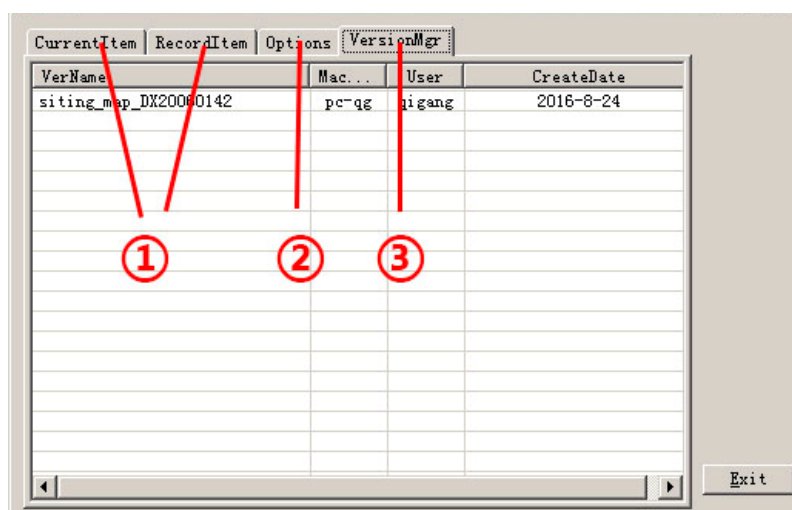 CurrentItem RecordItem Options VersionMgr
VerName Mac... User CreateDate
siting_map_DX20060142 pc-qg qigang 2016-8-24
① ② ③
Exit